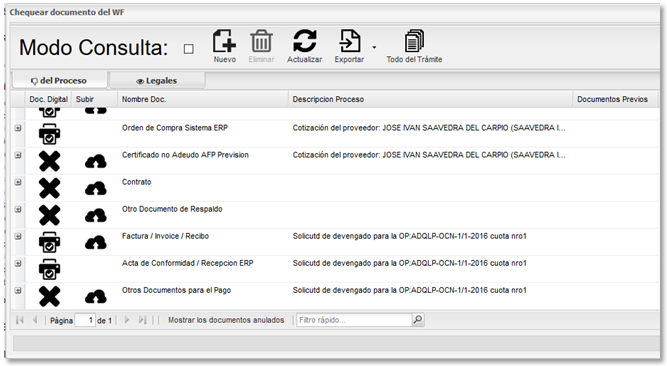 Chequear documento del WF
Modo Consulta:
Nuevo Eliminar Actualizar Exportar Todo del Trámite
del Proceso Legales
Doc. Digital Subir Nombre Doc. Descripcion Proceso Documentos Previos
Orden de Compra Sistema ERP Cotización del proveedor: JOSE IVAN SAAVEDRA DEL CARPIO (SAAVEDRA I...
Certificado no Adeudo AFP Prevision Cotización del proveedor: JOSE IVAN SAAVEDRA DEL CARPIO (SAAVEDRA I...
Contrato
Otro Documento de Respaldo
Factura / Invoice / Recibo Solicutd de devengado para la OP:ADQLP-OCN-1/1-2016 cuota nro1
Acta de Conformidad / Recepcion ERP Solicutd de devengado para la OP:ADQLP-OCN-1/1-2016 cuota nro1
Otros Documentos para el Pago Solicutd de devengado para la OP:ADQLP-OCN-1/1-2016 cuota nro1
Página 1 de 1 Mostrar los documentos anulados Filtro rápido...